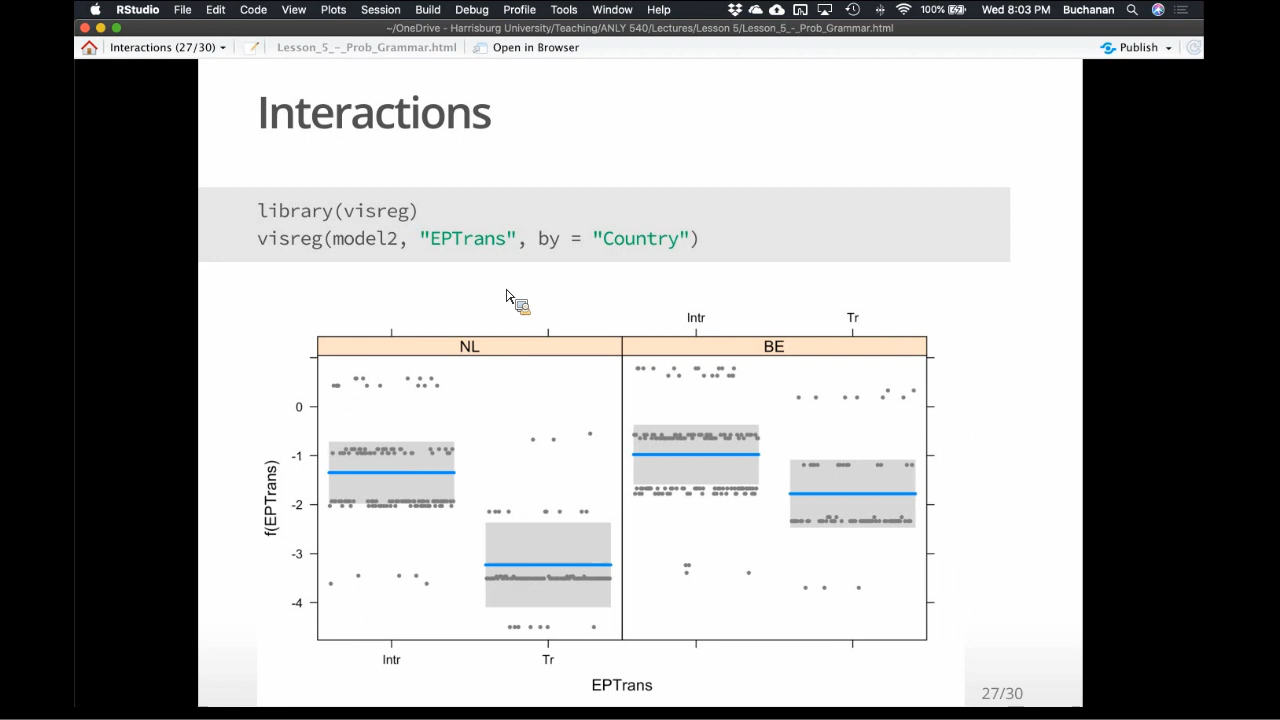 RStudio File Edit Code View Plots Session Build Debug Profile Tools Window Help 100% Wed 8:03 PM Buchanan
~/OneDrive - Harrisburg University/Teaching/ANLY 540/Lectures/Lesson 5/Lesson_5_-_Prob_Grammar.html
Interactions (27/30) Lesson_5_-_Prob_Grammar.html Open in Browser Publish
Interactions
library(visreg)
visreg(model2, "EPTrans", by = "Country")
Intr Tr
NL BE
0
-1
-2
-3
-4
f(EPTrans)
Intr Tr
EPTrans
27/30